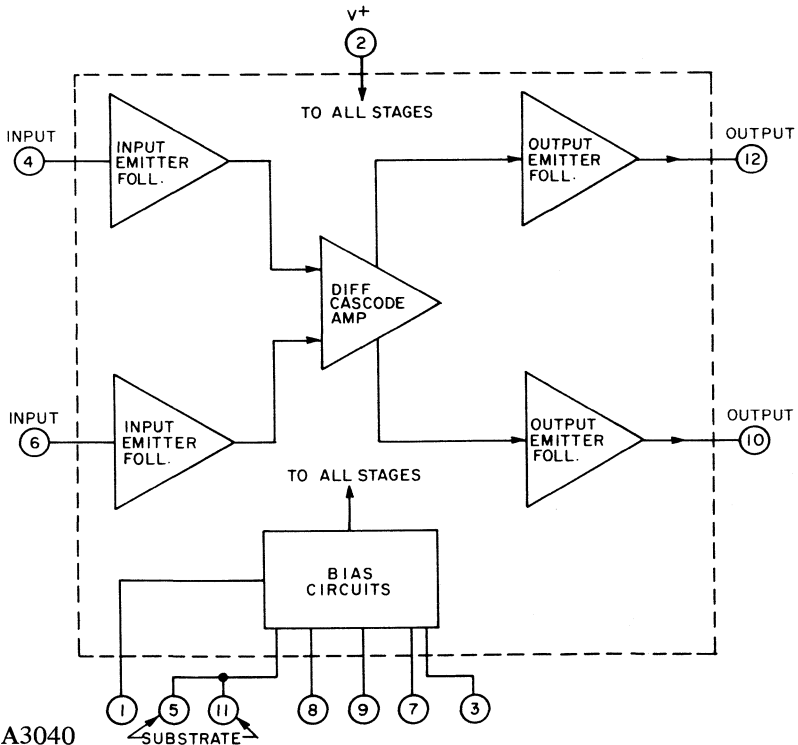 V+
2
TO ALL STAGES
INPUT
4
INPUT
EMITTER
FOLL.
OUTPUT
EMITTER
FOLL.
OUTPUT
12
DIFF
CASCODE
AMP
INPUT
6
INPUT
EMITTER
FOLL.
OUTPUT
EMITTER
FOLL.
OUTPUT
10
TO ALL STAGES
BIAS
CIRCUITS
1
5
11
8
9
7
3
SUBSTRATE
A3040